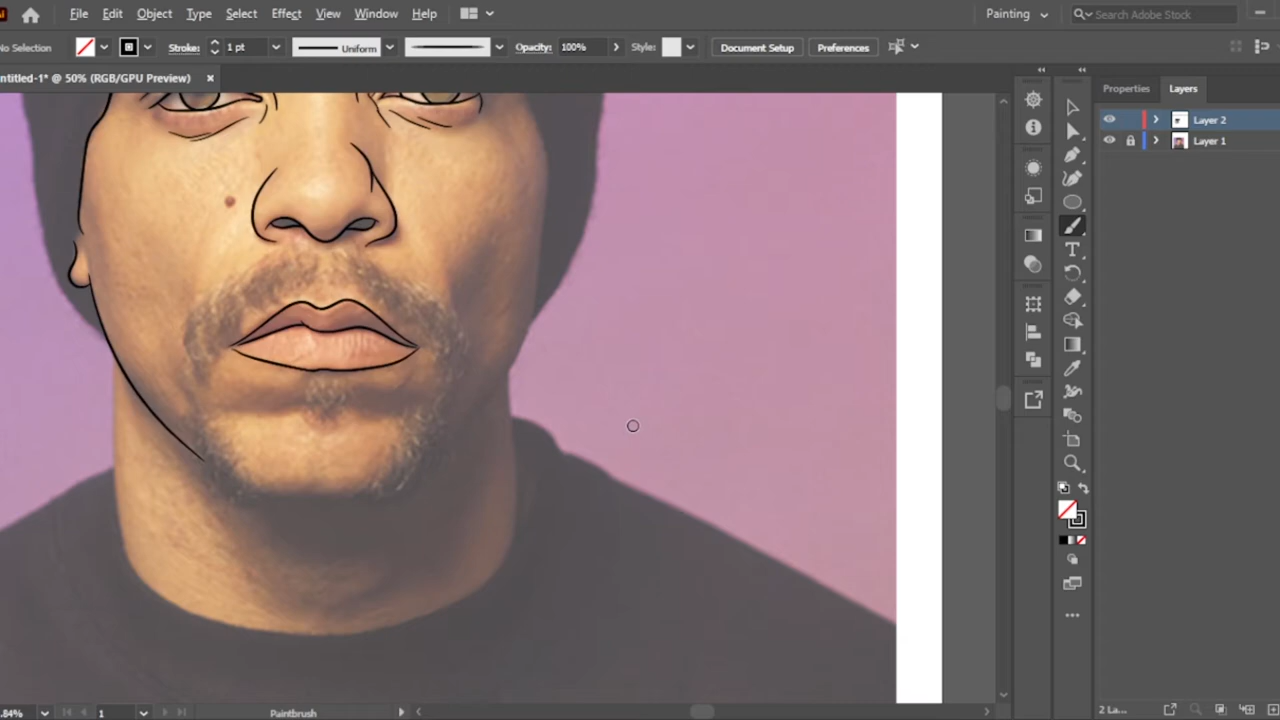 File Edit Object Type Select Effect View Window Help Painting Search Adobe Stock
No Selection Stroke: 1 pt Uniform Opacity: 100% Style: Document Setup Preferences
ntitled-1* @ 50% (RGB/GPU Preview) ×
Properties Layers
Layer 2
Layer 1
.84% 1 Paintbrush 2 La...